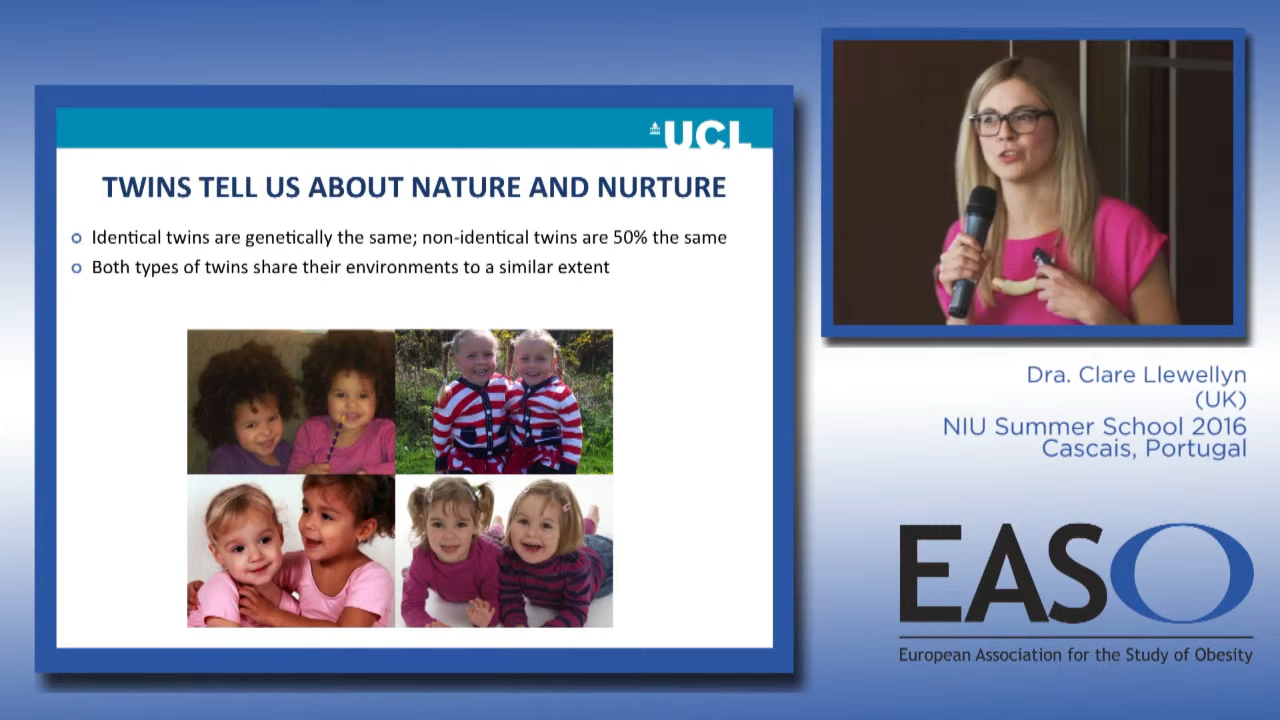 UCL
TWINS TELL US ABOUT NATURE AND NURTURE
Identical twins are genetically the same; non-identical twins are 50% the same
Both types of twins share their environments to a similar extent
Dra. Clare Llewellyn
(UK)
NIU Summer School 2016
Cascais, Portugal
EASO
European Association for the Study of Obesity